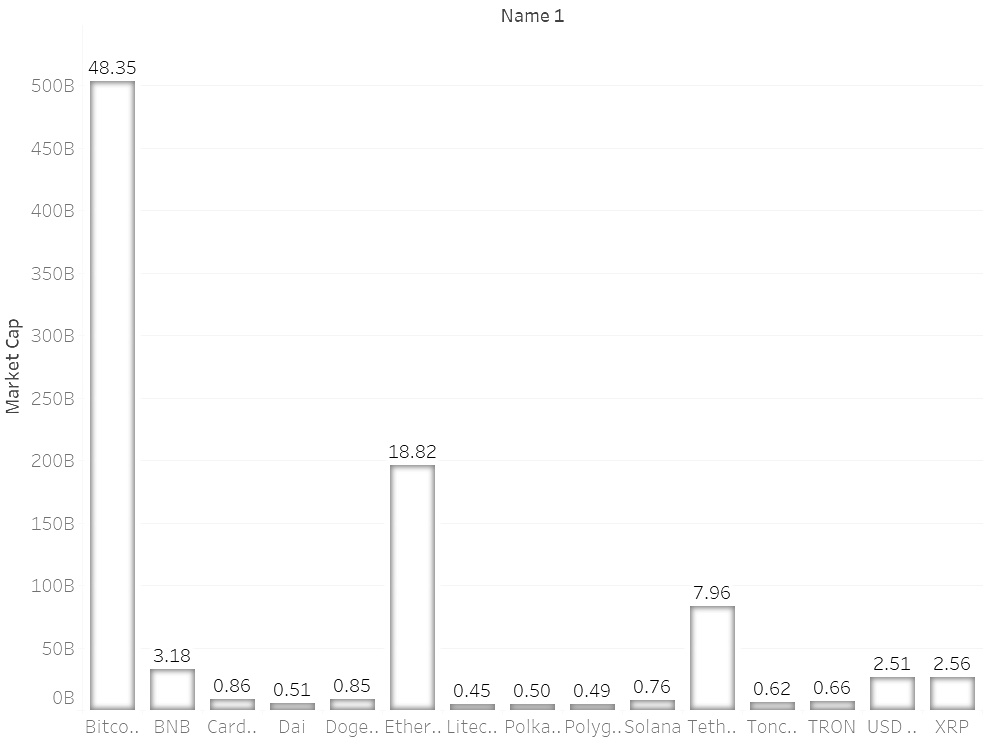 Name 1
Market Cap
500B
450B
400B
350B
300B
250B
200B
150B
100B
50B
0B
48.35
3.18
0.86
0.51
0.85
18.82
0.45
0.50
0.49
0.76
7.96
0.62
0.66
2.51
2.56
Bitco.. BNB Card.. Dai Doge.. Ether.. Litec.. Polka.. Polyg.. Solana Teth.. Tonc.. TRON USD .. XRP